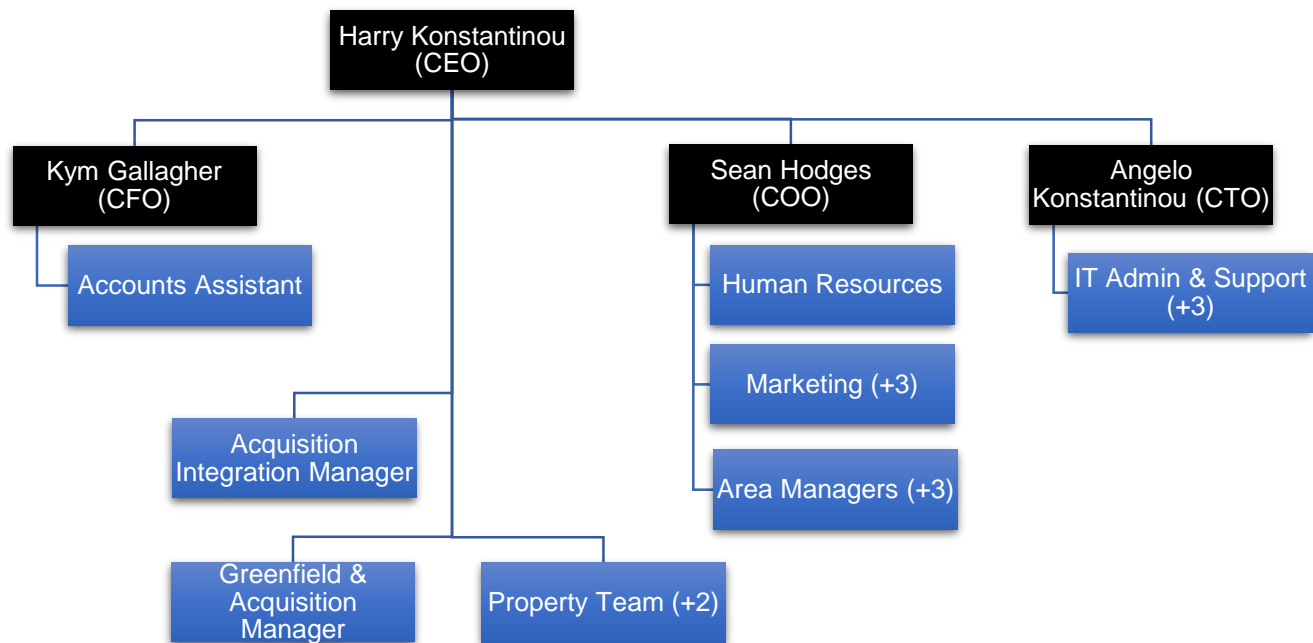 Harry Konstantinou
(CEO)
Kym Gallagher
(CFO)
Sean Hodges
(COO)
Angelo
Konstantinou (CTO)
Accounts Assistant
Human Resources
IT Admin & Support
(+3)
Marketing (+3)
Acquisition
Integration Manager
Area Managers (+3)
Greenfield &
Acquisition
Manager
Property Team (+2)